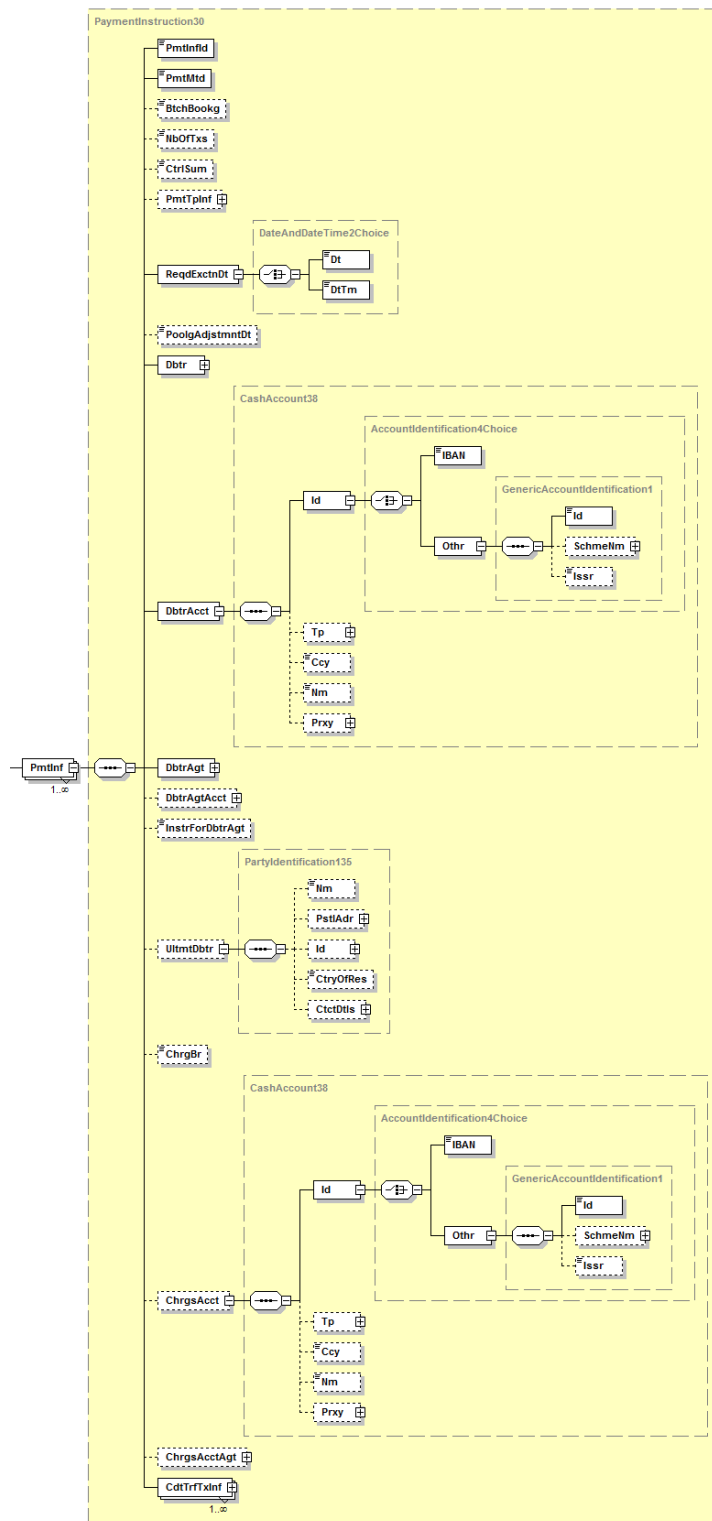 PaymentInstruction30
PmtInfId
PmtMtd
BtchBookg
NbOfTxs
CtrlSum
PmtTpInf
DateAndDateTime2Choice
Dt
ReqdExctnDt
DtTm
PoolgAdjstmntDt
Dbtr
CashAccount38
AccountIdentification4Choice
IBAN
GenericAccountIdentification1
Id
Id
Othr
SchmeNm
Issr
DbtrAcct
Tp
Ccy
Nm
Prxy
PmtInf
1..∞
DbtrAgt
DbtrAgtAcct
InstrForDbtrAgt
PartyIdentification135
Nm
PstlAdr
UltmtDbtr
Id
CtryOfRes
CtctDtls
ChrgBr
CashAccount38
AccountIdentification4Choice
IBAN
GenericAccountIdentification1
Id
Id
Othr
SchmeNm
Issr
ChrgsAcct
Tp
Ccy
Nm
Prxy
ChrgsAcctAgt
CdtTrfTxInf
1..∞